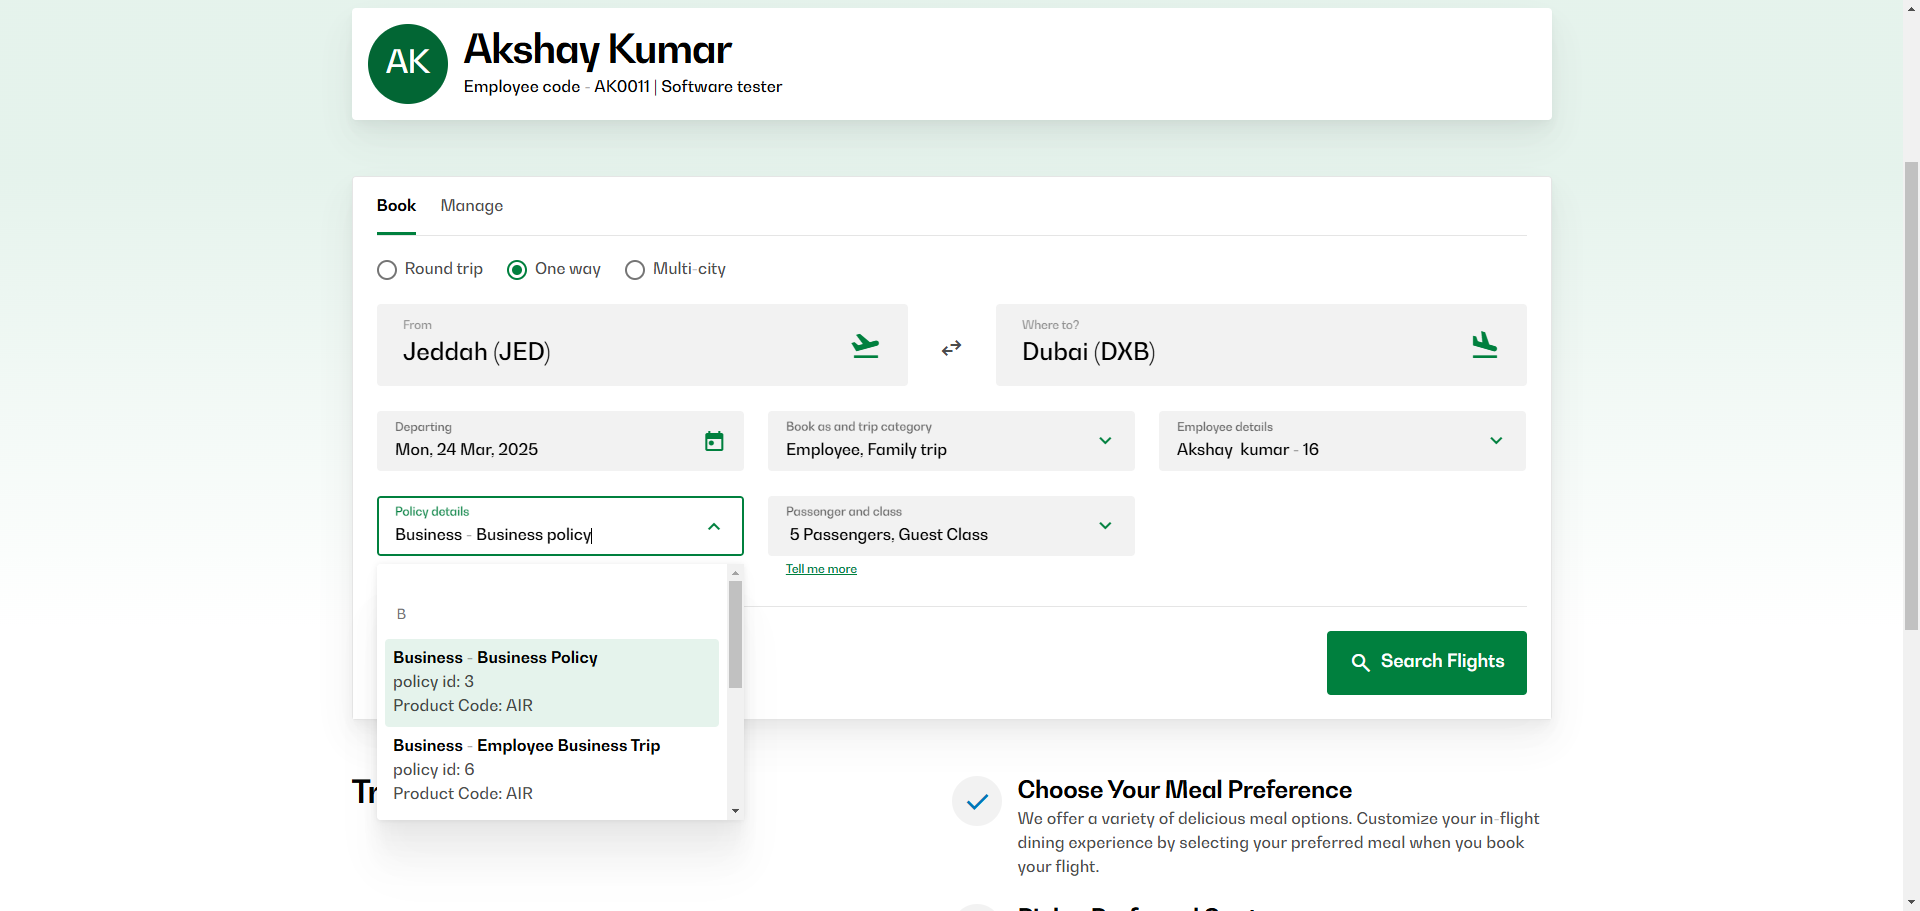 AK
Akshay Kumar
Employee code - AK0011 | Software tester
Book
Manage
Round trip
One way
Multi-city
From
Jeddah (JED)
Where to?
Dubai (DXB)
Departing
Mon, 24 Mar, 2025
Book as and trip category
Employee, Family trip
Employee details
Akshay kumar - 16
Policy details
Business - Business policy
Passenger and class
5 Passengers, Guest Class
Tell me more
B
Business - Business Policy
policy id: 3
Product Code: AIR
Business - Employee Business Trip
policy id: 6
Product Code: AIR
Search Flights
Choose Your Meal Preference
We offer a variety of delicious meal options. Customize your in-flight
dining experience by selecting your preferred meal when you book
your flight.